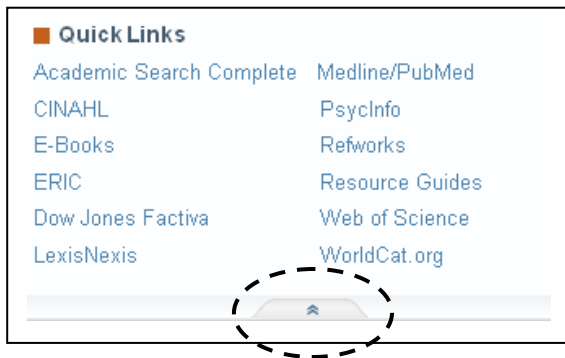 Quick Links
Academic Search Complete Medline/PubMed
CINAHL PsycInfo
E-Books Refworks
ERIC Resource Guides
Dow Jones Factiva Web of Science
LexisNexis WorldCat.org